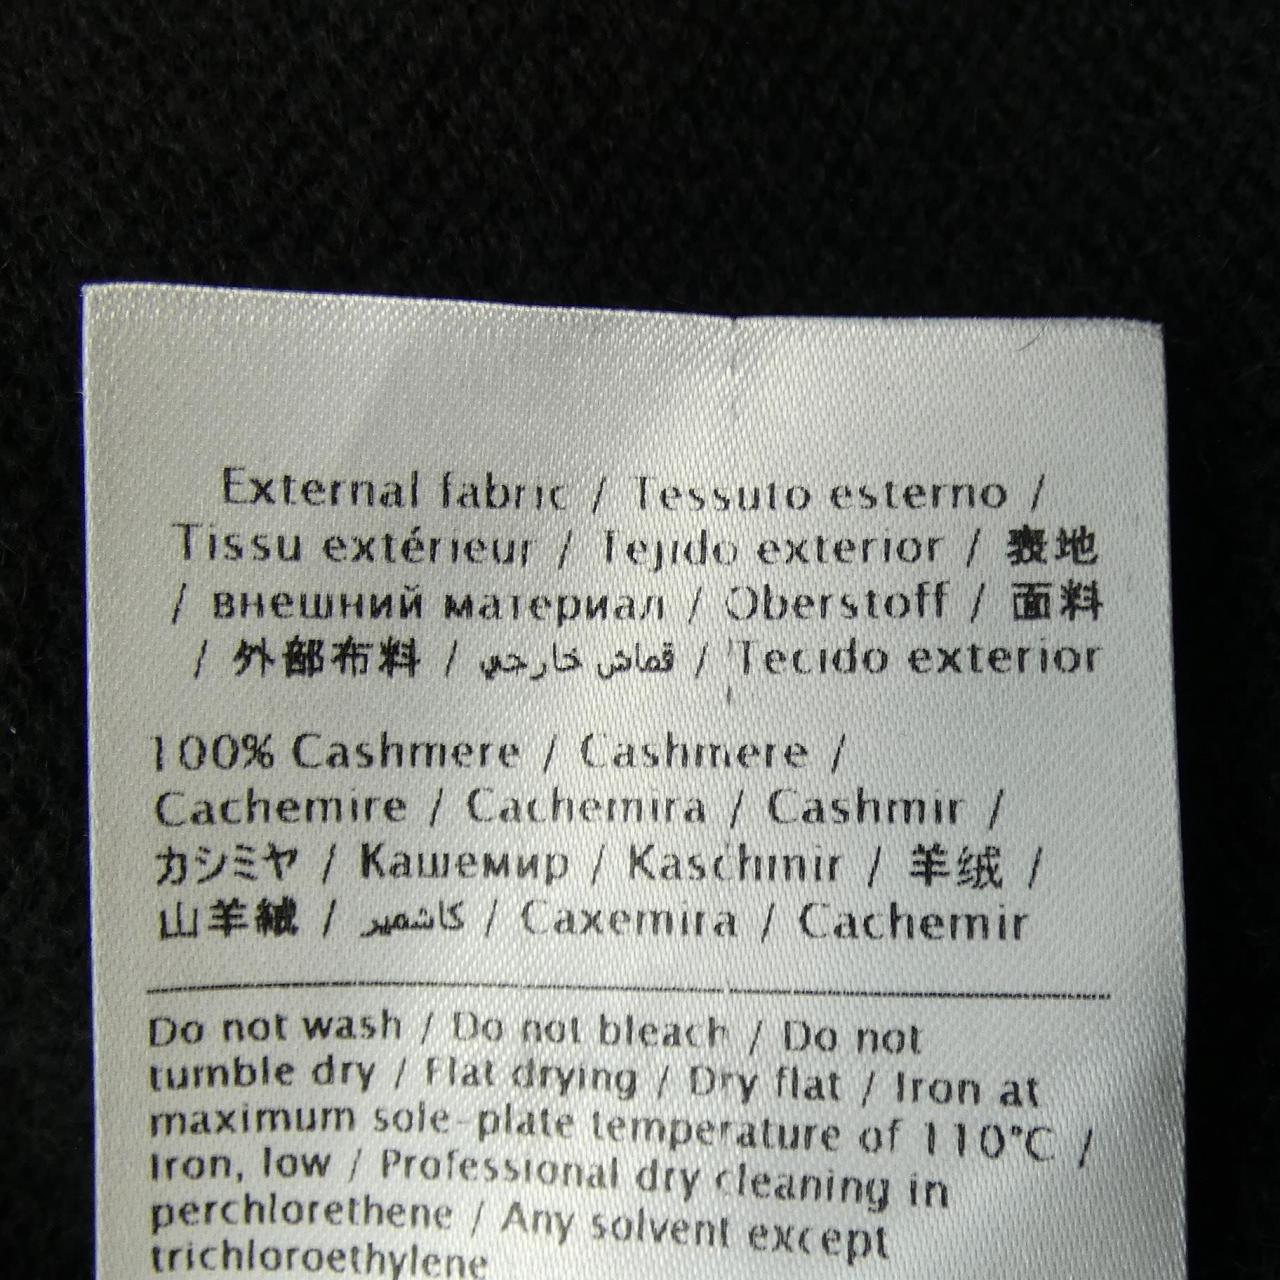 External fabric / Tessuto esterno /
Tissu extérieur / Tejido exterior / 表地
/ внешний материал / Oberstoff / 面料
/ 外部布料 / قماش خارجي / Tecido exterior
100% Cashmere / Cashmere /
Cachemire / Cachemira / Cashmir /
カシミヤ / Кашемир / Kaschmir / 羊绒 /
山羊絨 / كاشمير / Caxemira / Cachemir
Do not wash / Do not bleach / Do not
tumble dry / Flat drying / Dry flat / Iron at
maximum sole-plate temperature of 110°C /
Iron, low / Professional dry cleaning in
perchlorethene / Any solvent except
trichloroethylene